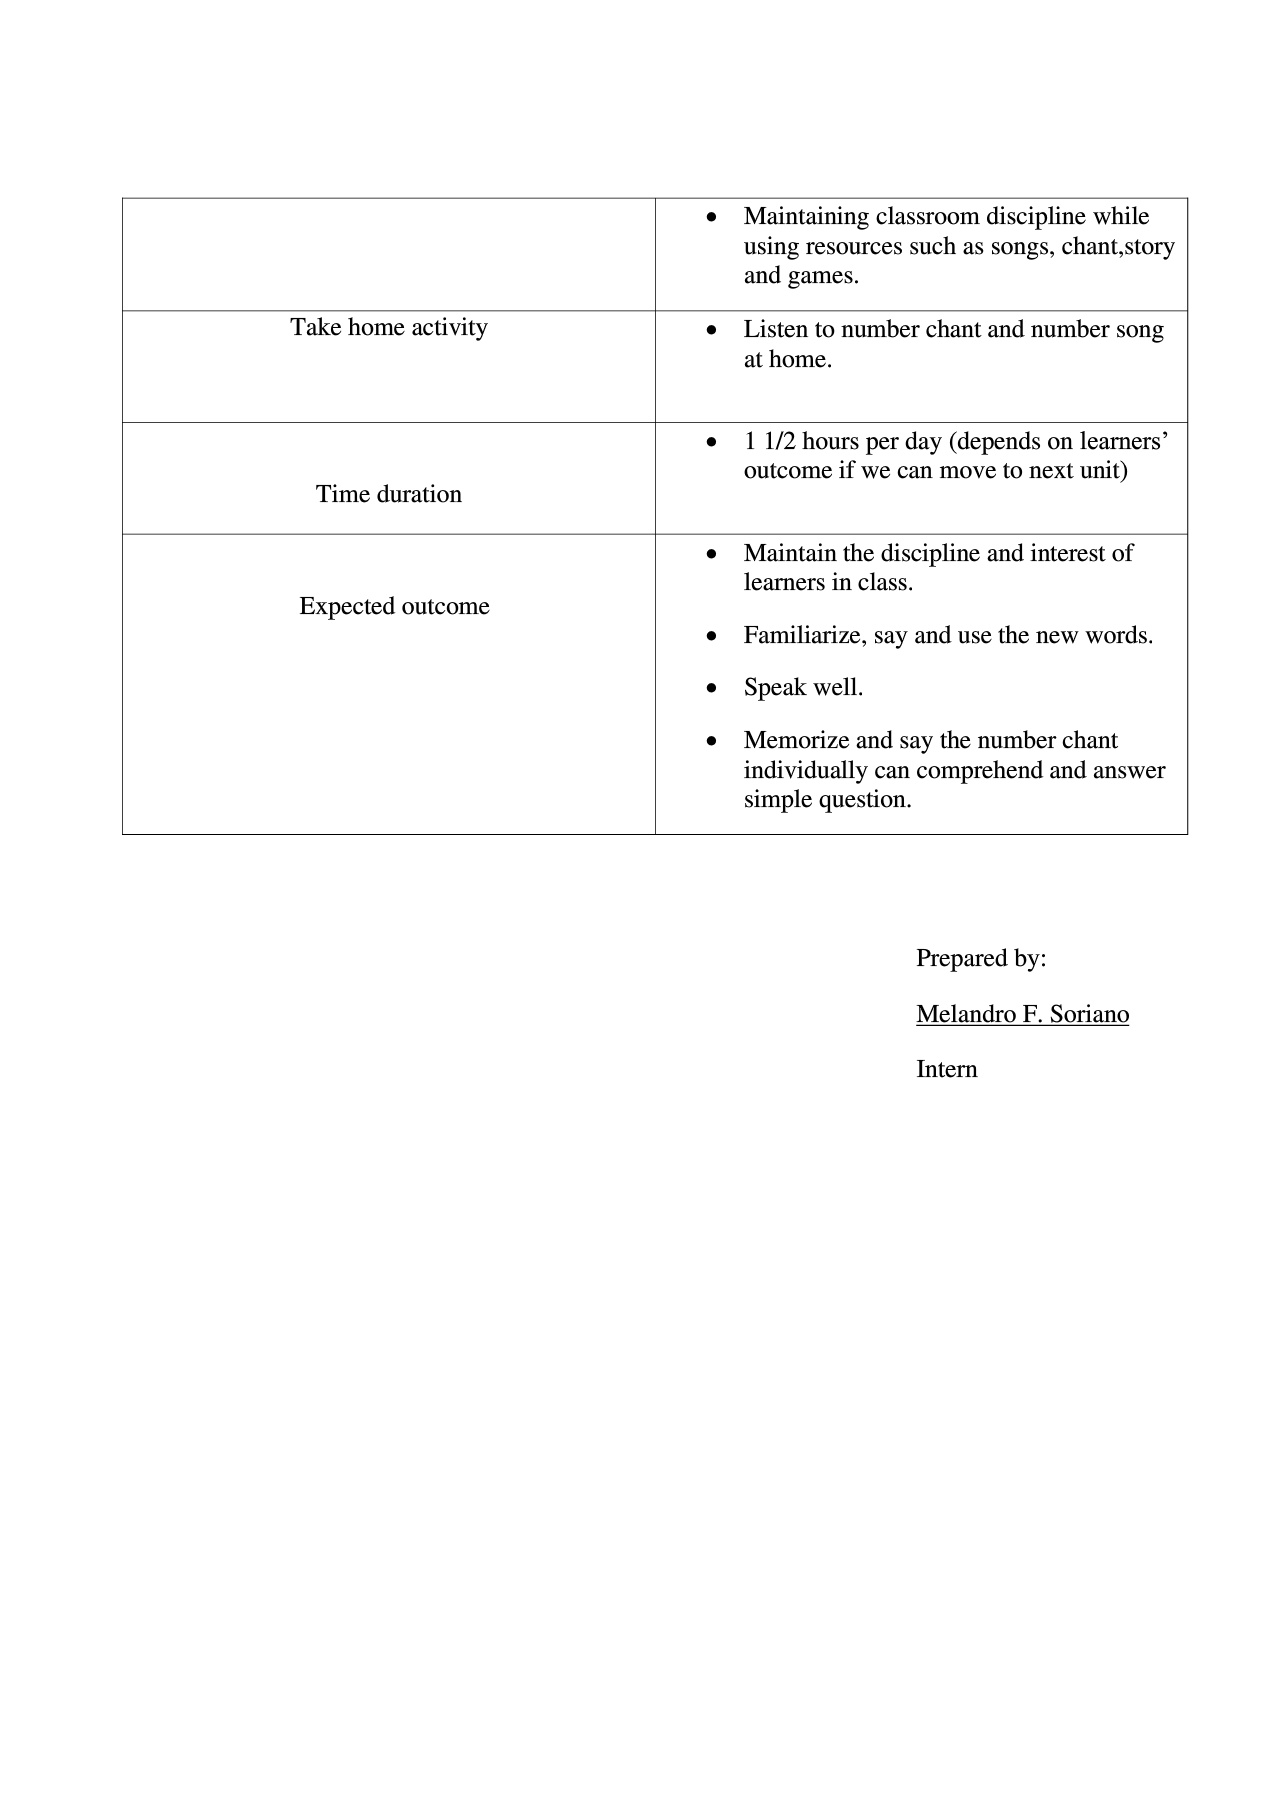 • Maintaining classroom discipline while
using resources such as songs, chant,story
and games.
Take home activity
• Listen to number chant and number song
at home.
Time duration
• 1 1/2 hours per day (depends on learners’
outcome if we can move to next unit)
Expected outcome
• Maintain the discipline and interest of
learners in class.
• Familiarize, say and use the new words.
• Speak well.
• Memorize and say the number chant
individually can comprehend and answer
simple question.
Prepared by:
Melandro F. Soriano
Intern